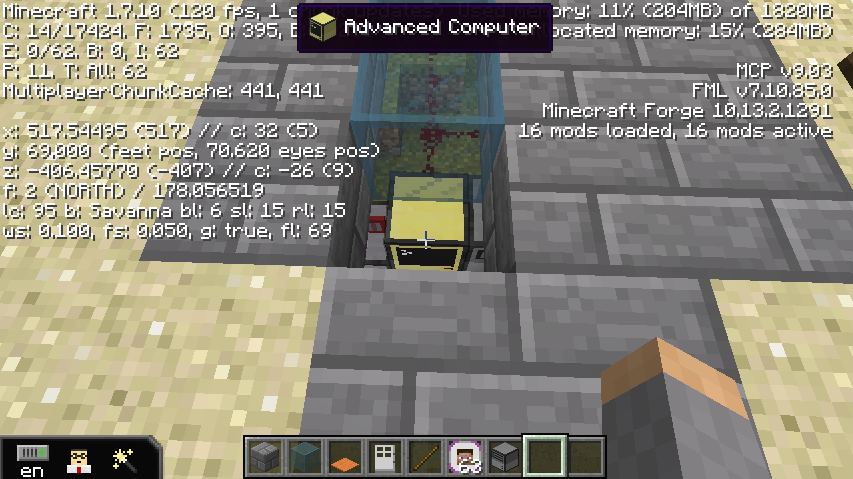 Minecraft 1.7.10 (120 fps, 1 c
ory: 11% (204MB) of 1820MB
C: 14/17424. F: 1735, O: 395, E
ocated memory: 15% (284MB)
Advanced Computer
E: 0/62. B: 0, I: 62
P: 11. T: All: 62
MultiplayerChunkCache: 441, 441
MCP v9.03
FML v7.10.85.0
Minecraft Forge 10.13.2.1291
16 mods loaded, 16 mods active
x: 517.54495 (517) // c: 32 (5)
y: 69.000 (feet pos, 70.620 eyes pos)
z: -406.45770 (-407) // c: -26 (9)
f: 2 (NORTH) / 178.056519
lc: 95 b: Savanna bl: 6 sl: 15 rl: 15
ws: 0.100, fs: 0.050, g: true, fl: 69
en